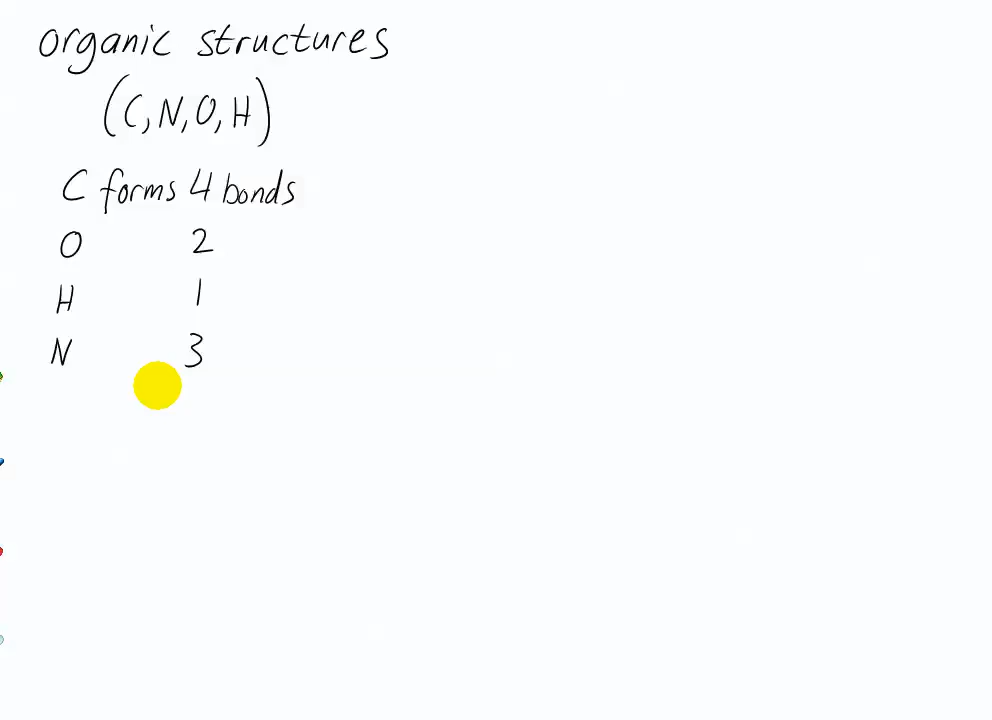 organic structures
(C, N, O, H)
C forms 4 bonds
O 2
H 1
N 3